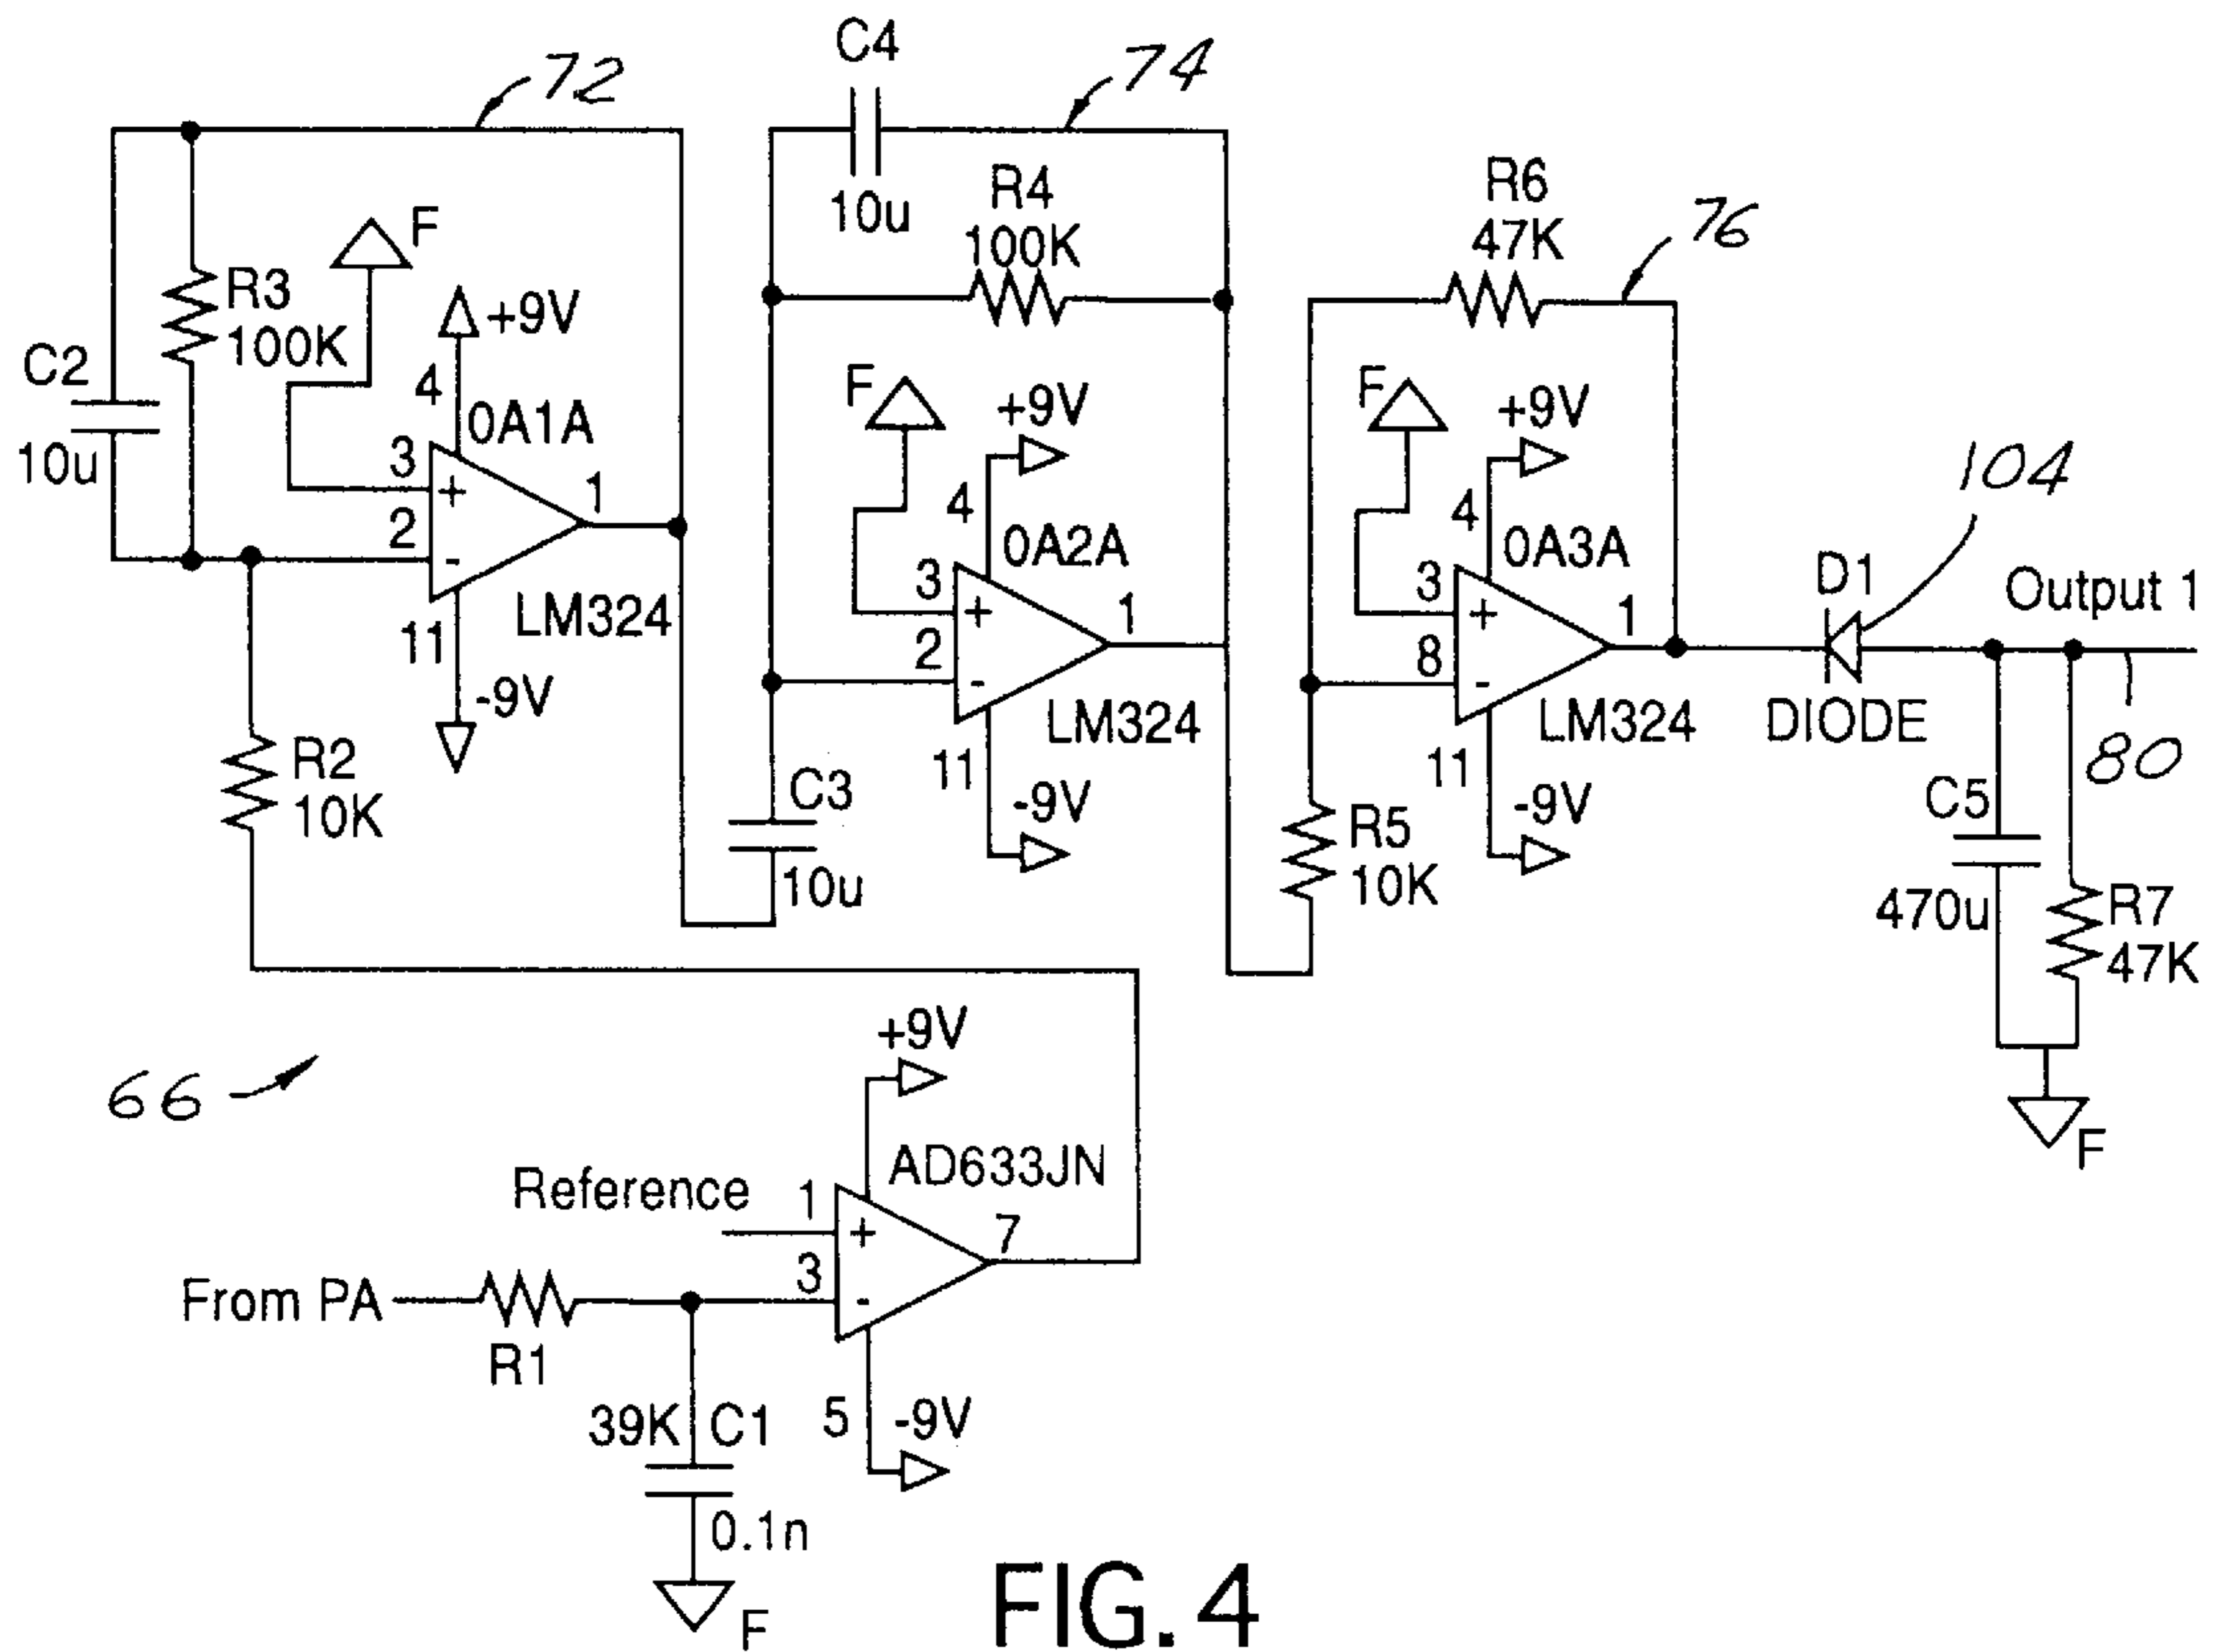 72
C4
10u
74
R4
100K
R6
47K
76
F
R3
100K
C2
10u
+9V
4
0A1A
3
+
2
-
1
11
LM324
-9V
F
+9V
4
0A2A
3
+
2
-
1
11
LM324
-9V
F
+9V
4
0A3A
3
+
8
-
1
11
LM324
-9V
104
D1
DIODE
Output 1
80
R2
10K
C3
10u
R5
10K
C5
470u
R7
47K
F
66
+9V
AD633JN
Reference
1
+
3
-
7
From PA
R1
39K
C1
0.1n
5
-9V
F
FIG. 4